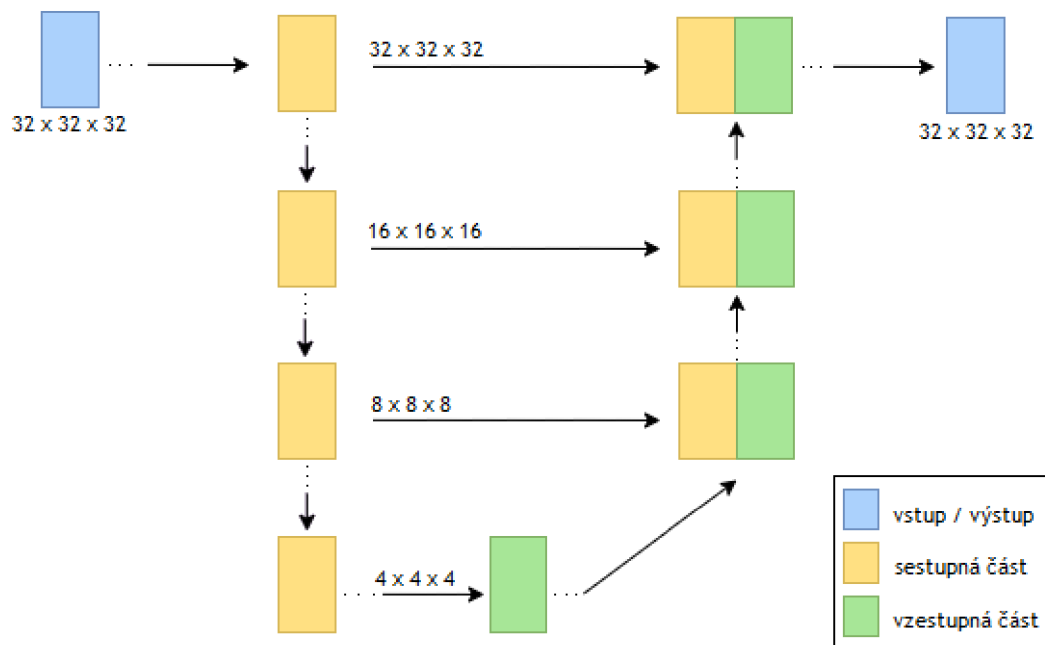 32 x 32 x 32
32 x 32 x 32
32 x 32 x 32
16 x 16 x 16
8 x 8 x 8
4 x 4 x 4
vstup / výstup
sestupná část
vzestupná část